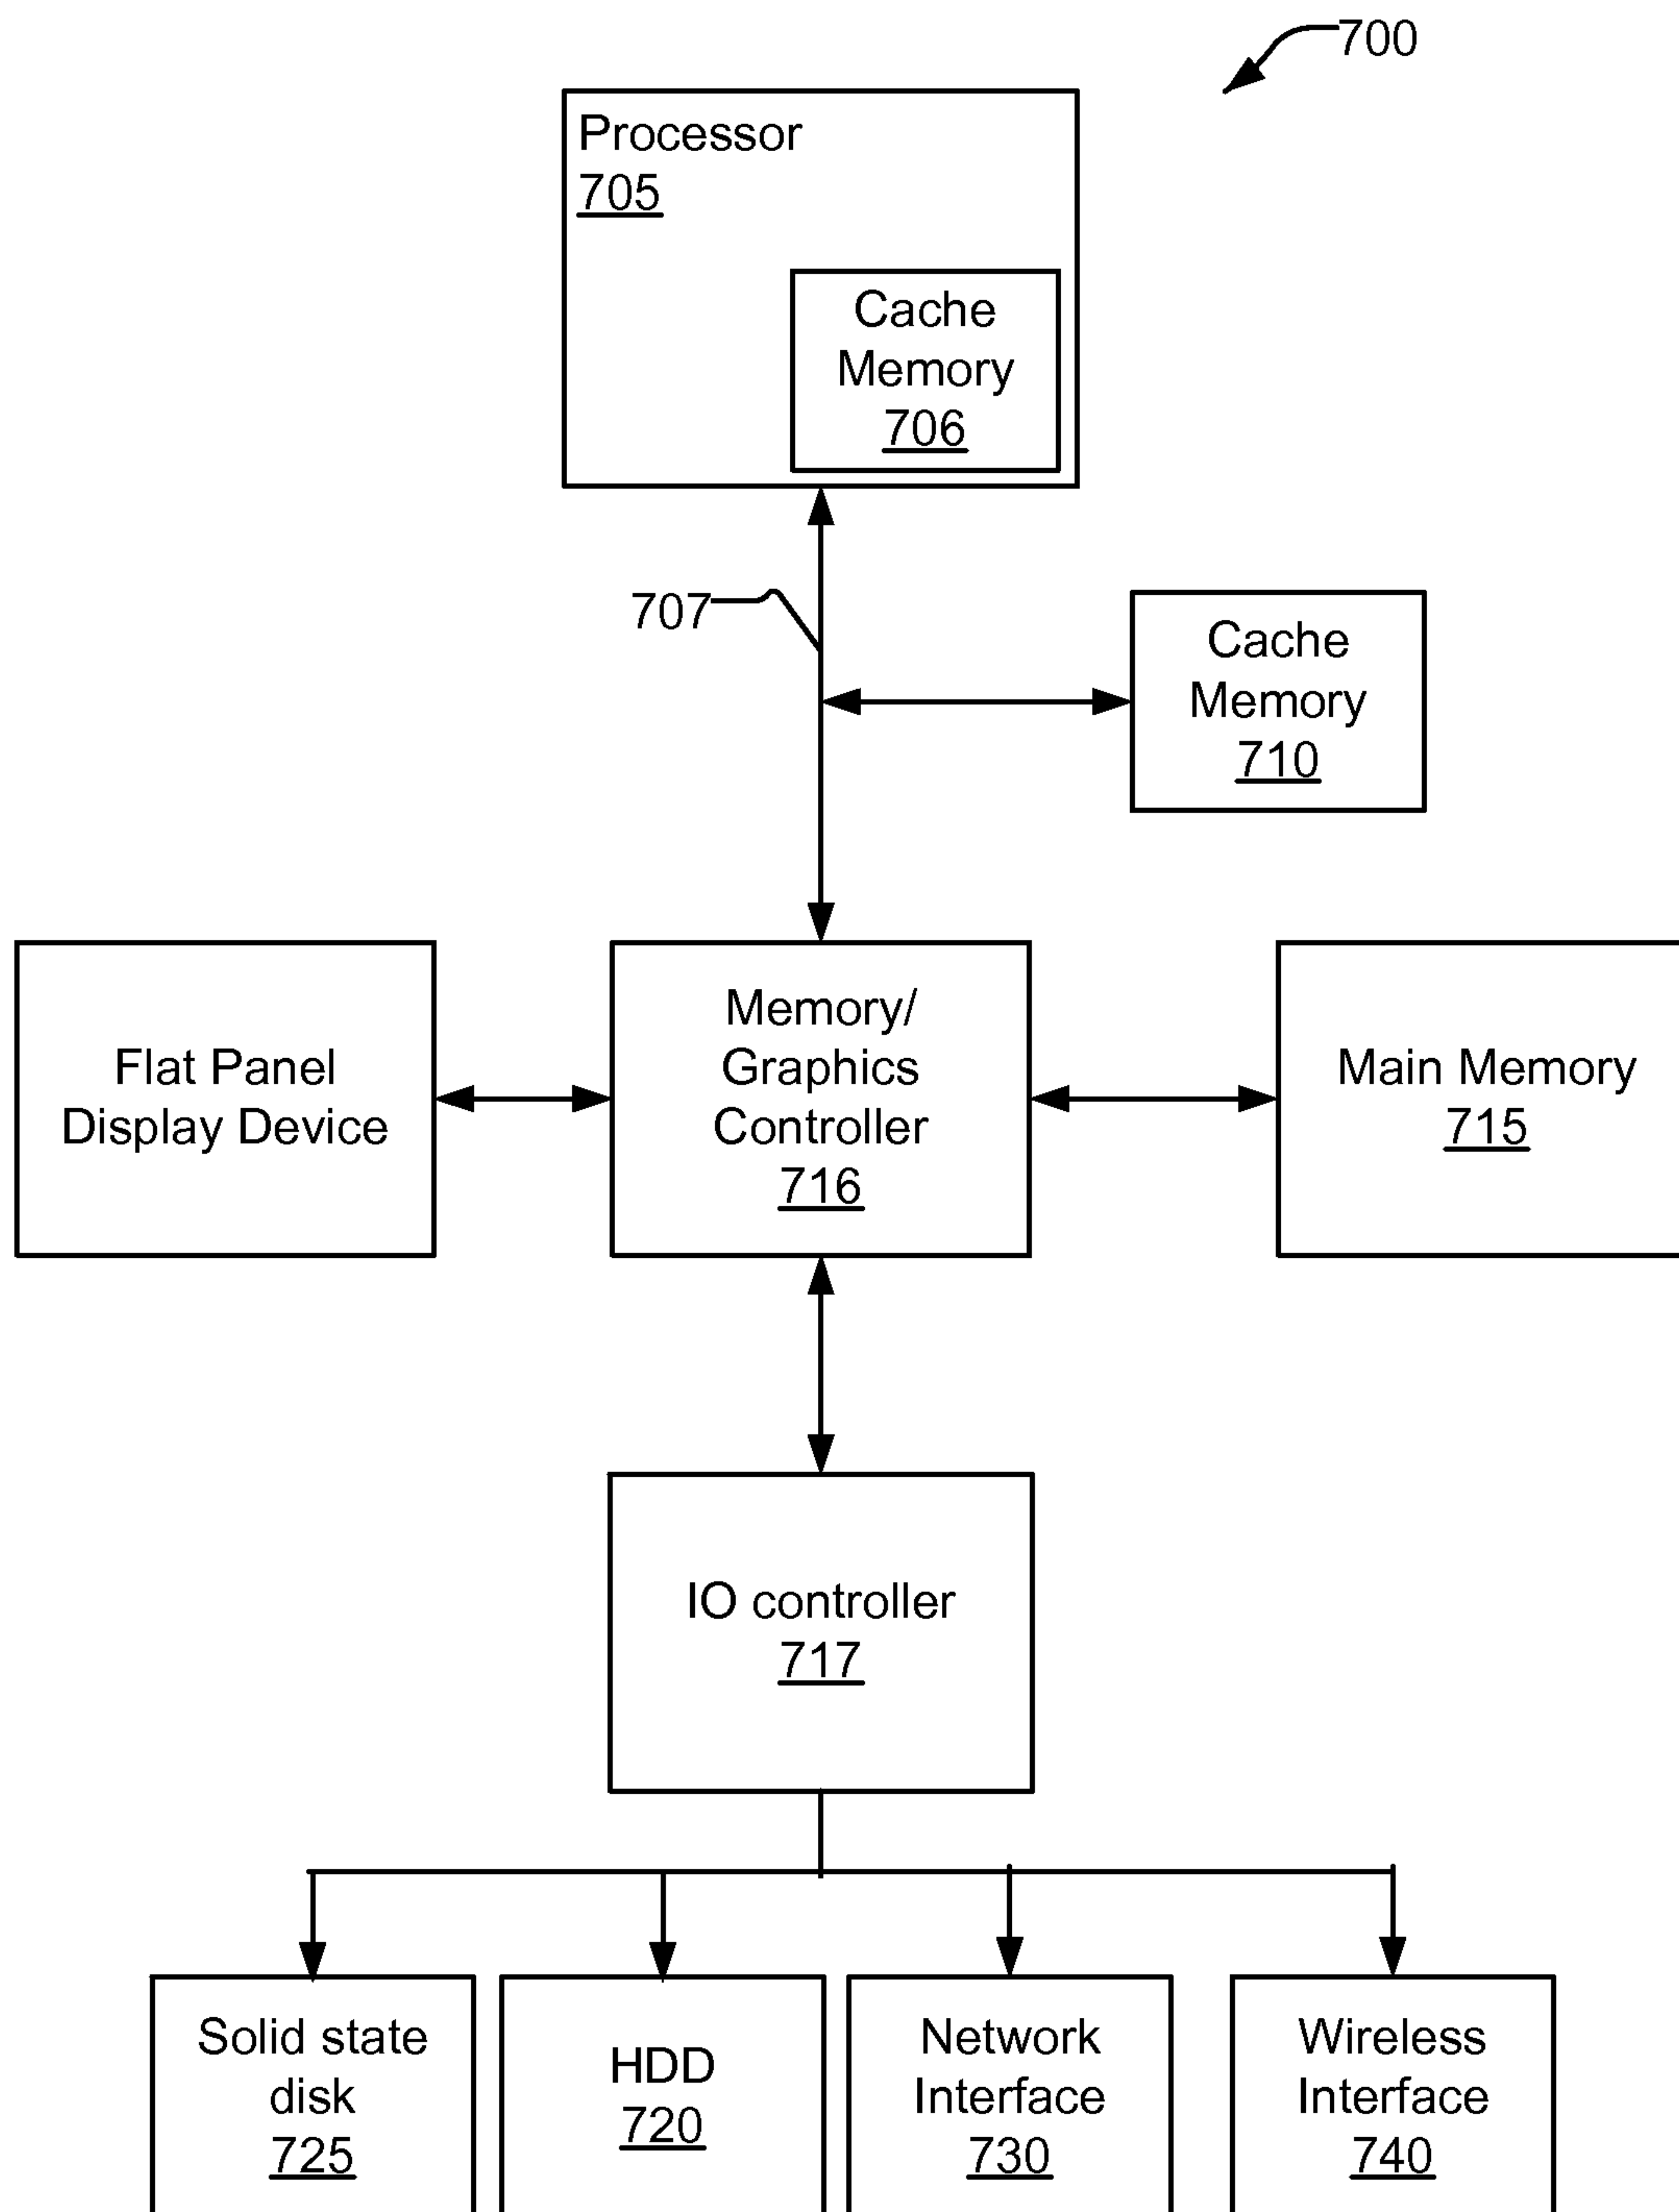 700
Processor
705
Cache
Memory
706
707
Cache
Memory
710
Flat Panel
Display Device
Memory/
Graphics
Controller
716
Main Memory
715
IO controller
717
Solid state
disk
725
HDD
720
Network
Interface
730
Wireless
Interface
740